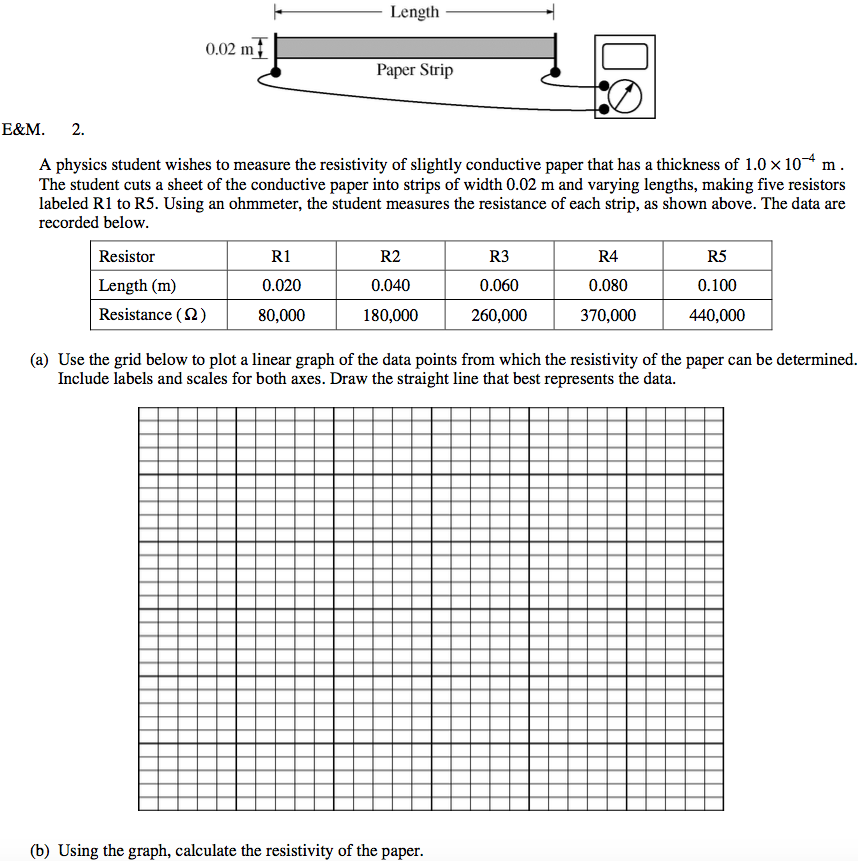 Length
0.02 m
Paper Strip
E&M. 2.
A physics student wishes to measure the resistivity of slightly conductive paper that has a thickness of 1.0 × 10⁻⁴ m .
The student cuts a sheet of the conductive paper into strips of width 0.02 m and varying lengths, making five resistors
labeled R1 to R5. Using an ohmmeter, the student measures the resistance of each strip, as shown above. The data are
recorded below.
Resistor R1 R2 R3 R4 R5
Length (m) 0.020 0.040 0.060 0.080 0.100
Resistance (Ω) 80,000 180,000 260,000 370,000 440,000
(a) Use the grid below to plot a linear graph of the data points from which the resistivity of the paper can be determined.
Include labels and scales for both axes. Draw the straight line that best represents the data.
(b) Using the graph, calculate the resistivity of the paper.